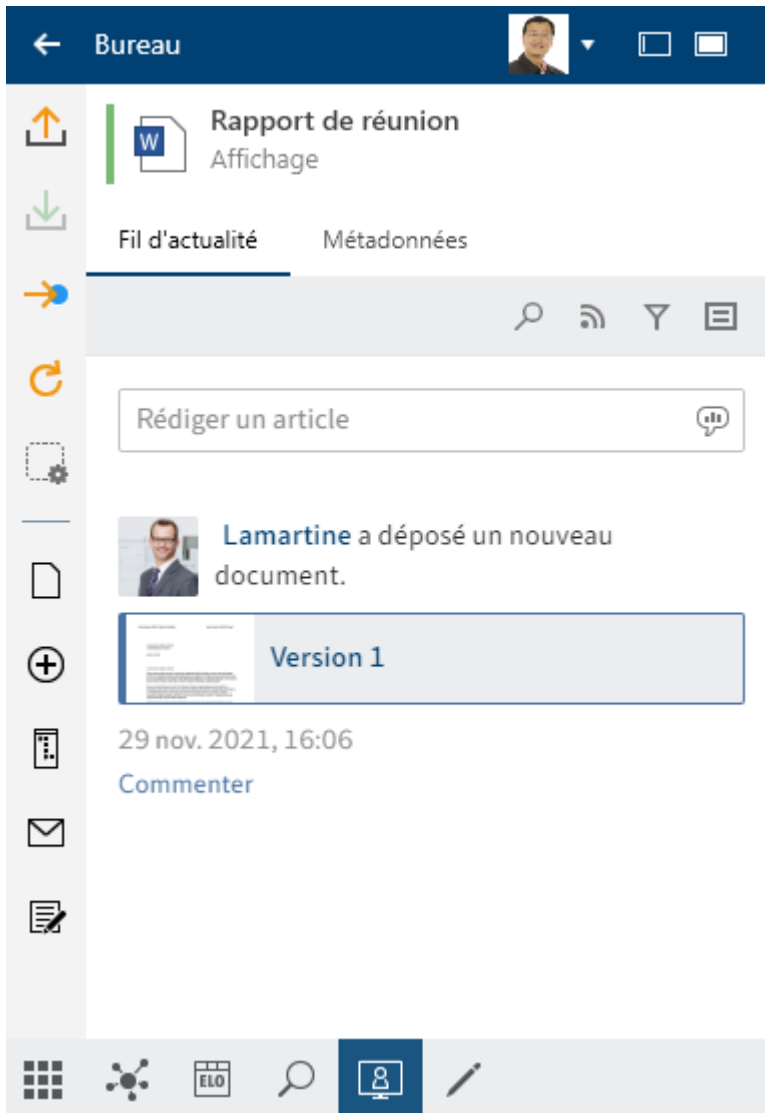 Bureau
W
Rapport de réunion
Affichage
Fil d'actualité Métadonnées
Rédiger un article
Lamartine a déposé un nouveau
document.
Version 1
29 nov. 2021, 16:06
Commenter
ELO